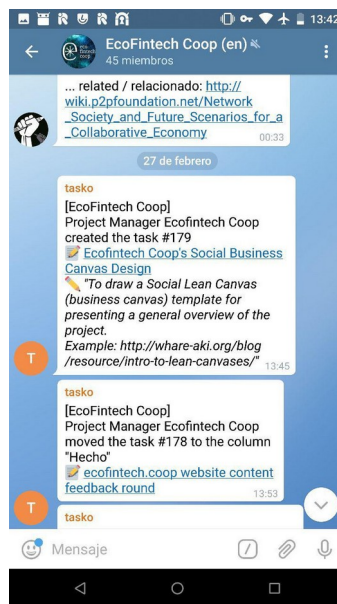 13:42
EcoFintech Coop (en)
45 miembros
... related / relacionado: http://
wiki.p2pfoundation.net/Network
_Society_and_Future_Scenarios_for_a
_Collaborative_Economy
00:33
27 de febrero
tasko
[EcoFintech Coop]
Project Manager Ecofintech Coop
created the task #179
📝 Ecofintech Coop's Social Business
Canvas Design
✏️ "To draw a Social Lean Canvas
(business canvas) template for
presenting a general overview of the
project.
Example: http://whare-aki.org/blog
/resource/intro-to-lean-canvases/"
13:45
T
tasko
[EcoFintech Coop]
Project Manager Ecofintech Coop
moved the task #178 to the column
"Hecho"
📝 ecofintech.coop website content
feedback round
13:53
T
tasko
Mensaje